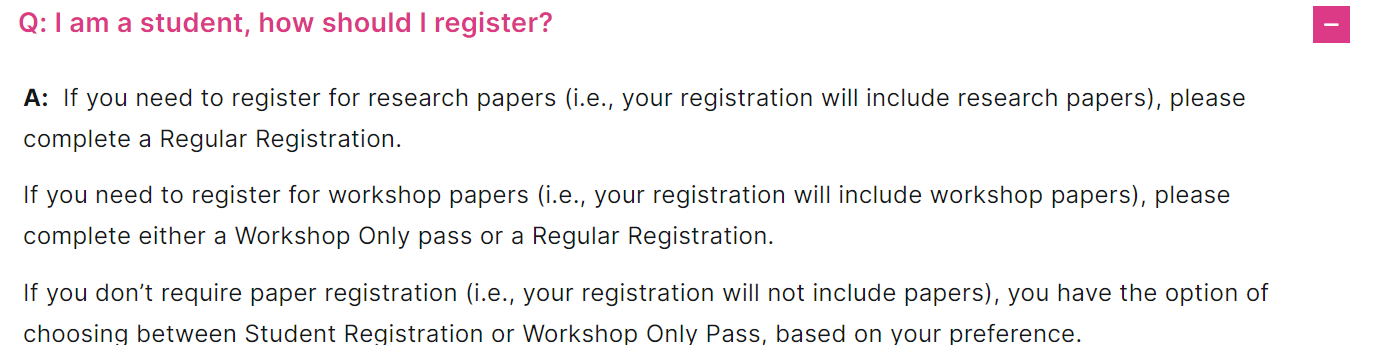 Q: I am a student, how should I register?
A: If you need to register for research papers (i.e., your registration will include research papers), please
complete a Regular Registration.
If you need to register for workshop papers (i.e., your registration will include workshop papers), please
complete either a Workshop Only pass or a Regular Registration.
If you don’t require paper registration (i.e., your registration will not include papers), you have the option of
choosing between Student Registration or Workshop Only Pass, based on your preference.